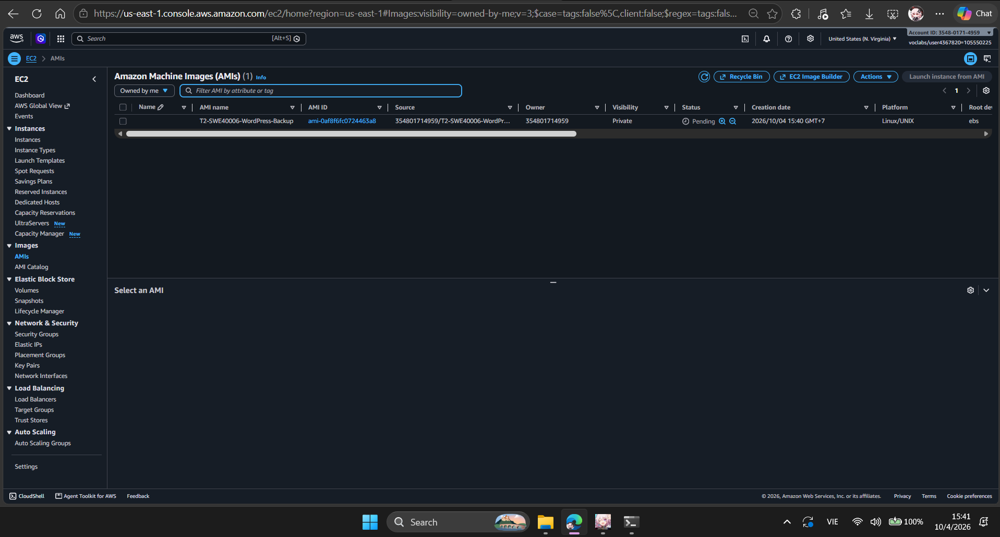 https://us-east-1.console.aws.amazon.com/ec2/home?region=us-east-1#Images:visibility=owned-by-me;v=3;$case=tags:false%5C,client:false;$regex=tags:fals...
Chat
aws
Search
[Alt+S]
United States (N. Virginia)
Account ID: 3548-0171-4959
voclabs/user4367820=105550225
EC2
AMIs
EC2
Dashboard
AWS Global View
Events
Instances
Instances
Instance Types
Launch Templates
Spot Requests
Savings Plans
Reserved Instances
Dedicated Hosts
Capacity Reservations
UltraServers New
Capacity Manager New
Images
AMIs
AMI Catalog
Elastic Block Store
Volumes
Snapshots
Lifecycle Manager
Network & Security
Security Groups
Elastic IPs
Placement Groups
Key Pairs
Network Interfaces
Load Balancing
Load Balancers
Target Groups
Trust Stores
Auto Scaling
Auto Scaling Groups
Settings
Amazon Machine Images (AMIs) (1) Info
Recycle Bin
EC2 Image Builder
Actions
Launch instance from AMI
Owned by me
Filter AMI by attribute or tag
1
Name AMI name AMI ID Source Owner Visibility Status Creation date Platform Root dev
T2-SWE40006-WordPress-Backup ami-0af8f6fc0724463a8 354801714959/T2-SWE40006-WordPr... 354801714959 Private Pending 2026/10/04 15:40 GMT+7 Linux/UNIX ebs
Select an AMI
CloudShell
Agent Toolkit for AWS
Feedback
© 2026, Amazon Web Services, Inc. or its affiliates.
Privacy
Terms
Cookie preferences
Search
VIE
100%
15:41
10/4/2026